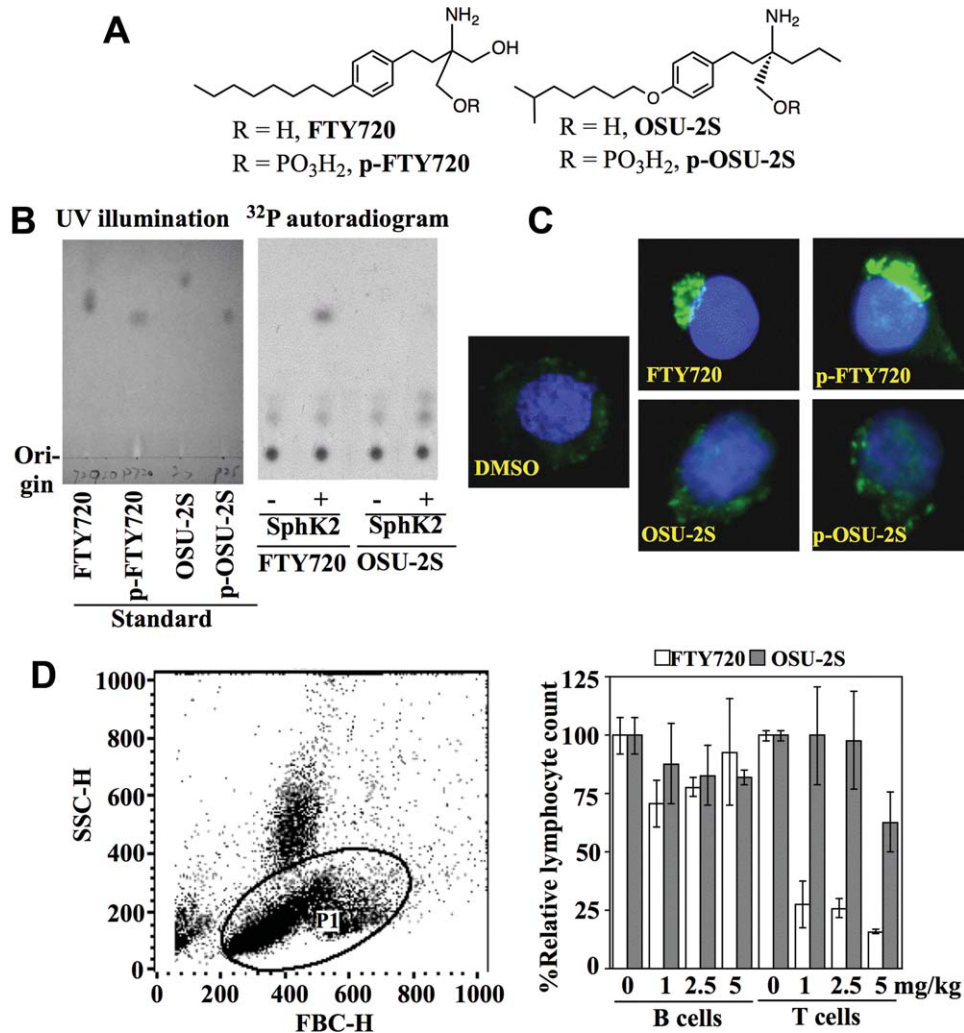 A
NH2
OH
OR
R = H, FTY720
R = PO3H2, p-FTY720
NH2
O
OR
R = H, OSU-2S
R = PO3H2, p-OSU-2S
B
UV illumination
32P autoradiogram
Ori-
gin
FTY720
p-FTY720
OSU-2S
p-OSU-2S
Standard
- + - +
SphK2 SphK2
FTY720 OSU-2S
C
DMSO
FTY720
p-FTY720
OSU-2S
p-OSU-2S
D
SSC-H
1000
800
600
400
200
0
P1
0 200 400 600 800 1000
FBC-H
FTY720 OSU-2S
%Relative lymphocyte count
125
100
75
50
25
0
0 1 2.5 5 0 1 2.5 5 mg/kg
B cells T cells